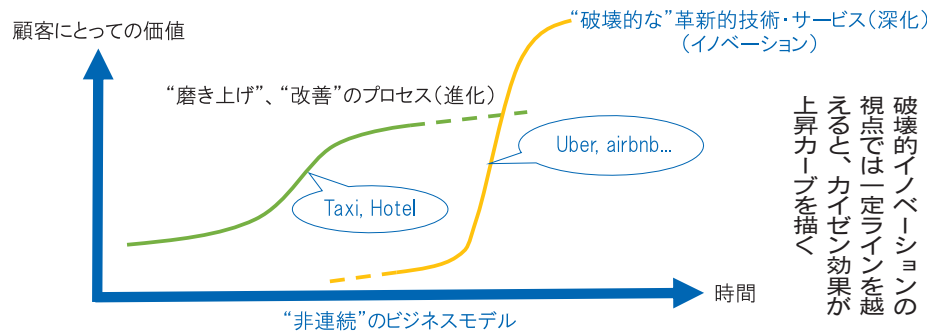 顧客にとっての価値
“破壊的な”革新的技術・サービス（深化）
（イノベーション）
“磨き上げ”、“改善”のプロセス（進化）
Uber, airbnb...
Taxi, Hotel
時間
“非連続”のビジネスモデル
破壊的イノベーションの
視点では一定ラインを越
えると、カイゼン効果が
上昇カーブを描く